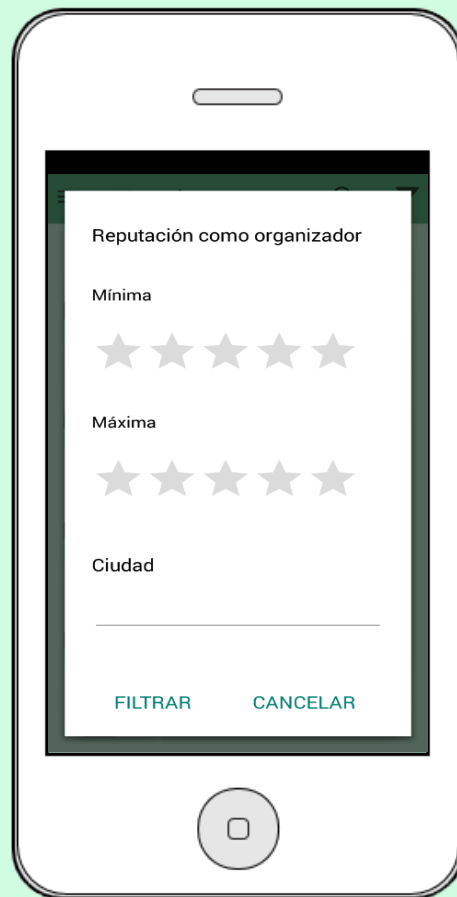 Reputación como organizador
Mínima
Máxima
Ciudad
FILTRAR CANCELAR